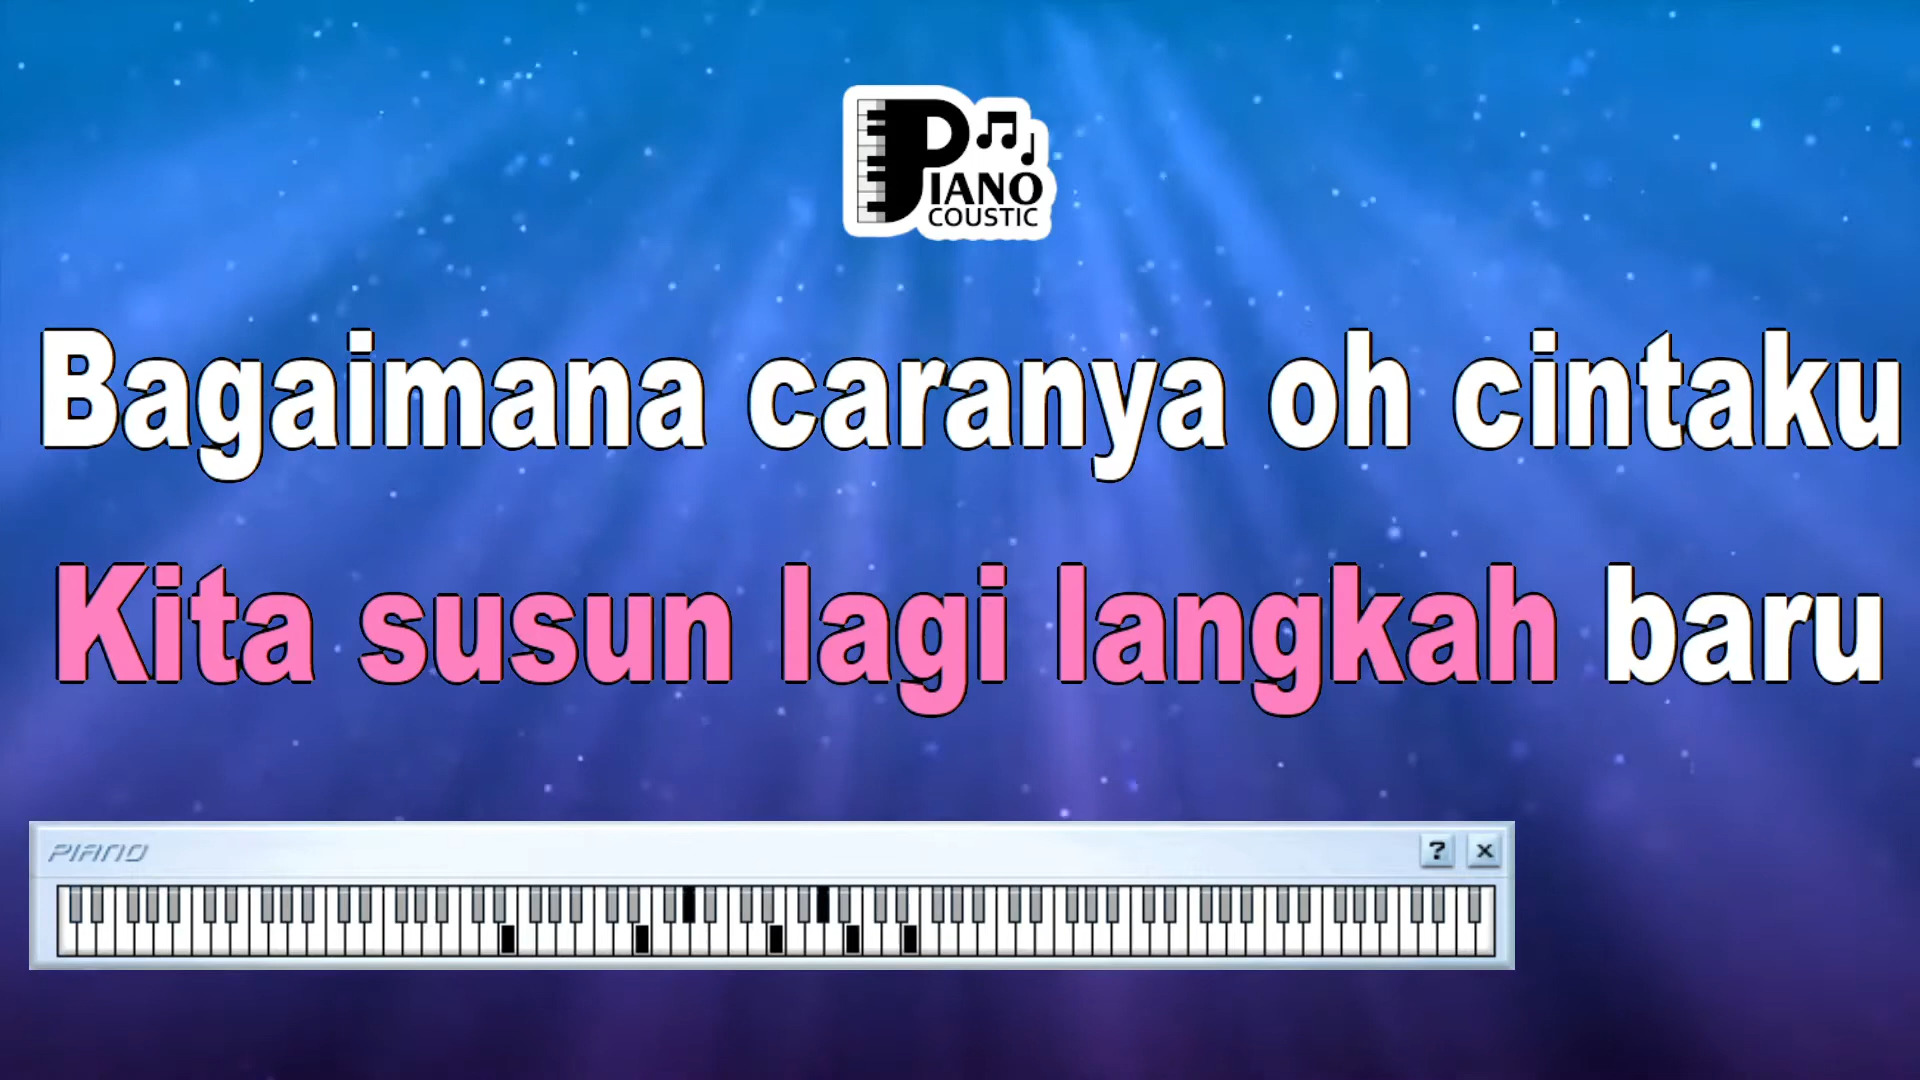 PIANO
COUSTIC
Bagaimana caranya oh cintaku
Kita susun lagi langkah baru
PIANO ? X